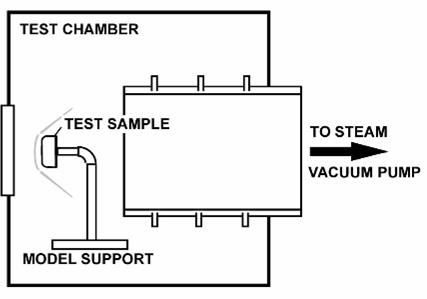 TEST CHAMBER
TEST SAMPLE
TO STEAM
VACUUM PUMP
MODEL SUPPORT